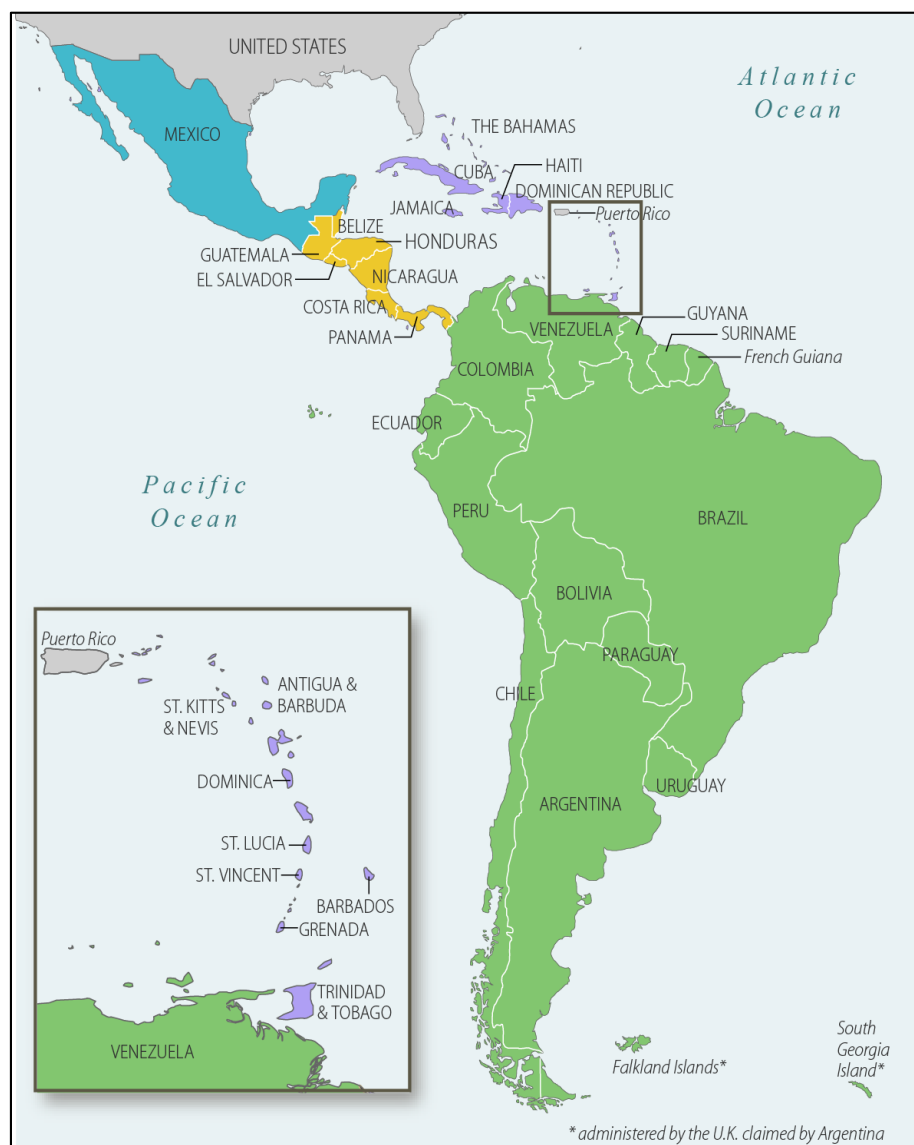 UNITED STATES
Atlantic
Ocean
MEXICO
THE BAHAMAS
CUBA
HAITI
DOMINICAN REPUBLIC
JAMAICA
Puerto Rico
BELIZE
HONDURAS
GUATEMALA
EL SALVADOR
NICARAGUA
COSTA RICA
PANAMA
VENEZUELA
GUYANA
SURINAME
French Guiana
COLOMBIA
ECUADOR
Pacific
Ocean
PERU
BRAZIL
BOLIVIA
PARAGUAY
CHILE
URUGUAY
ARGENTINA
Puerto Rico
ANTIGUA &
BARBUDA
ST. KITTS
& NEVIS
DOMINICA
ST. LUCIA
ST. VINCENT
BARBADOS
GRENADA
TRINIDAD
& TOBAGO
VENEZUELA
Falkland Islands*
South
Georgia
Island*
* administered by the U.K. claimed by Argentina